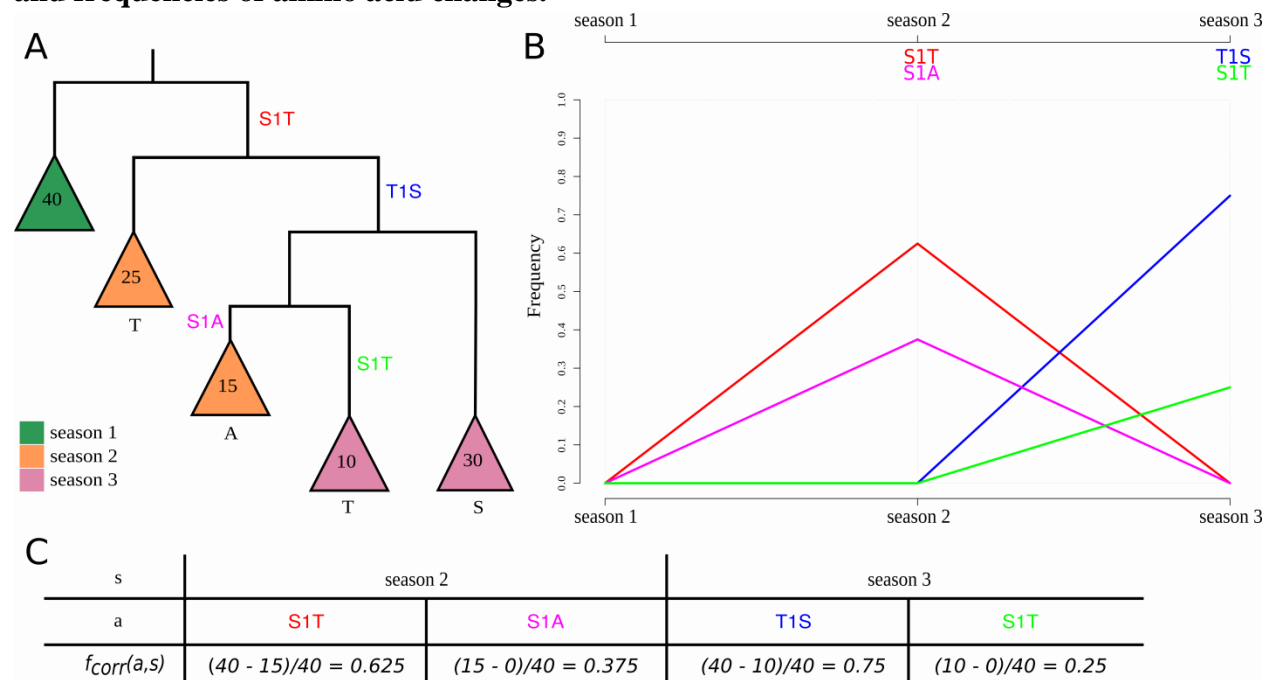 and frequencies of amino acid changes.
A
S1T
40
T1S
25
T
S1A
S1T
15
A
10
30
T
S
season 1
season 2
season 3
B
season 1 season 2 season 3
S1T T1S
S1A S1T
Frequency
1.0
0.9
0.8
0.7
0.6
0.5
0.4
0.3
0.2
0.1
0.0
season 1 season 2 season 3
C
s season 2 season 3
a S1T S1A T1S S1T
fcorr(a,s) (40 - 15)/40 = 0.625 (15 - 0)/40 = 0.375 (40 - 10)/40 = 0.75 (10 - 0)/40 = 0.25